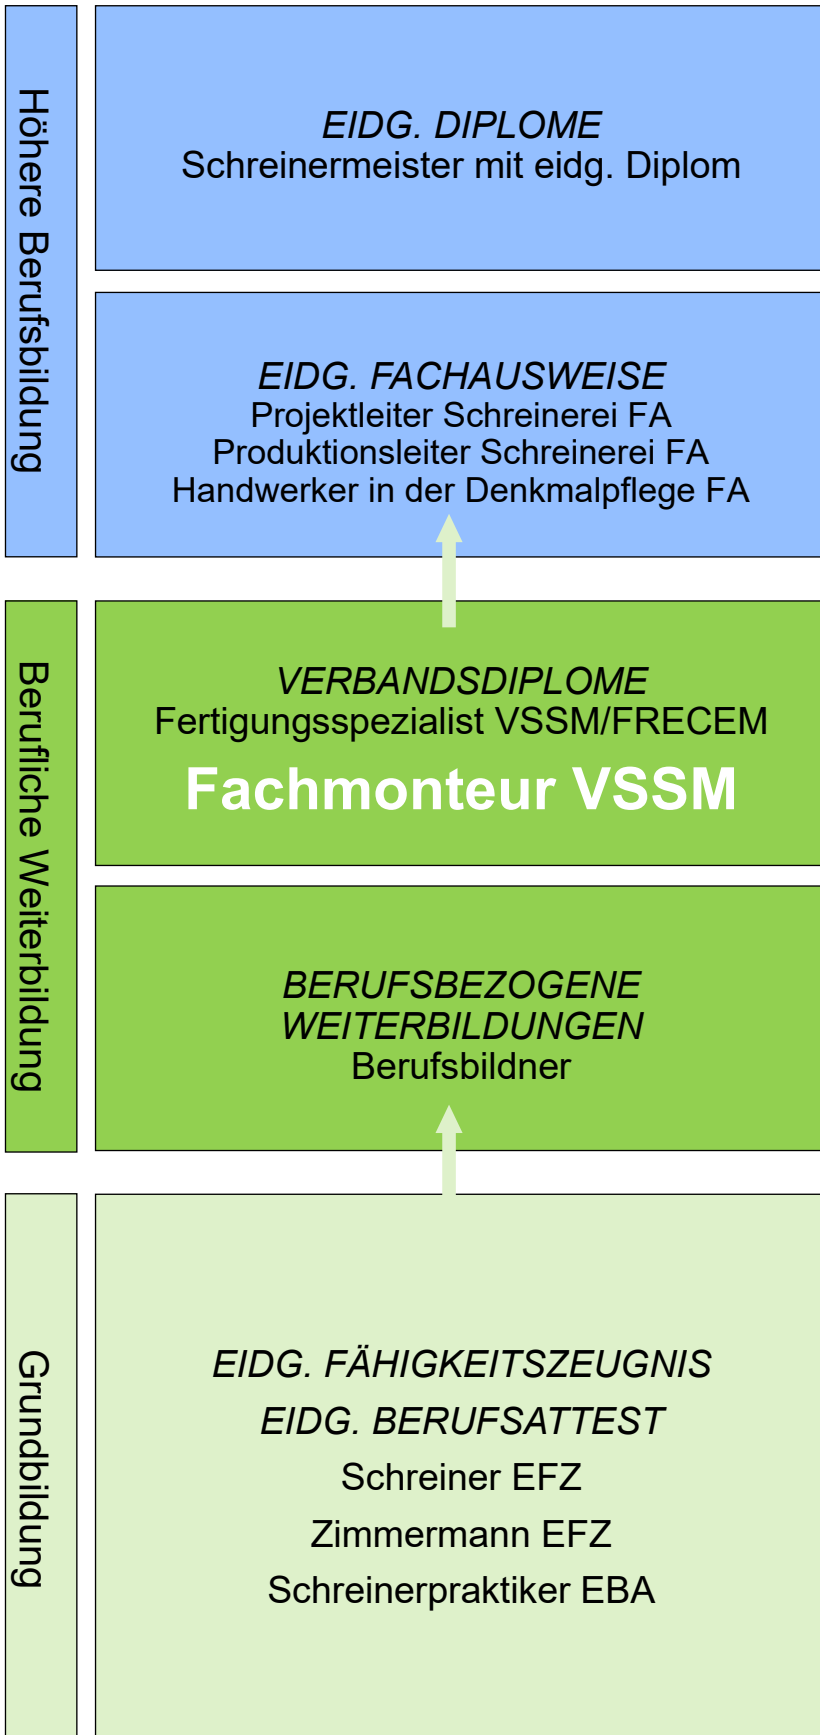 Höhere Berufsbildung
EIDG. DIPLOME
Schreinermeister mit eidg. Diplom
EIDG. FACHAUSWEISE
Projektleiter Schreinerei FA
Produktionsleiter Schreinerei FA
Handwerker in der Denkmalpflege FA
Berufliche Weiterbildung
VERBANDSDIPLOME
Fertigungsspezialist VSSM/FRECEM
Fachmonteur VSSM
BERUFSBEZOGENE
WEITERBILDUNGEN
Berufsbildner
Grundbildung
EIDG. FÄHIGKEITSZEUGNIS
EIDG. BERUFSATTEST
Schreiner EFZ
Zimmermann EFZ
Schreinerpraktiker EBA